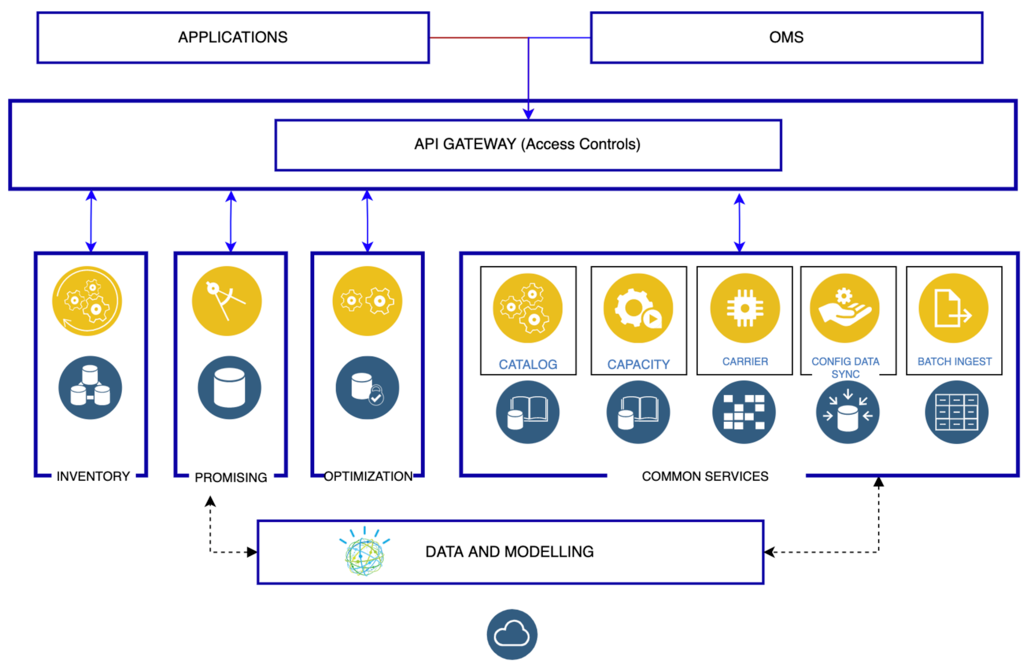 APPLICATIONS
OMS
API GATEWAY (Access Controls)
CATALOG
CAPACITY
CARRIER
CONFIG DATA
SYNC
BATCH INGEST
INVENTORY
PROMISING
OPTIMIZATION
COMMON SERVICES
DATA AND MODELLING